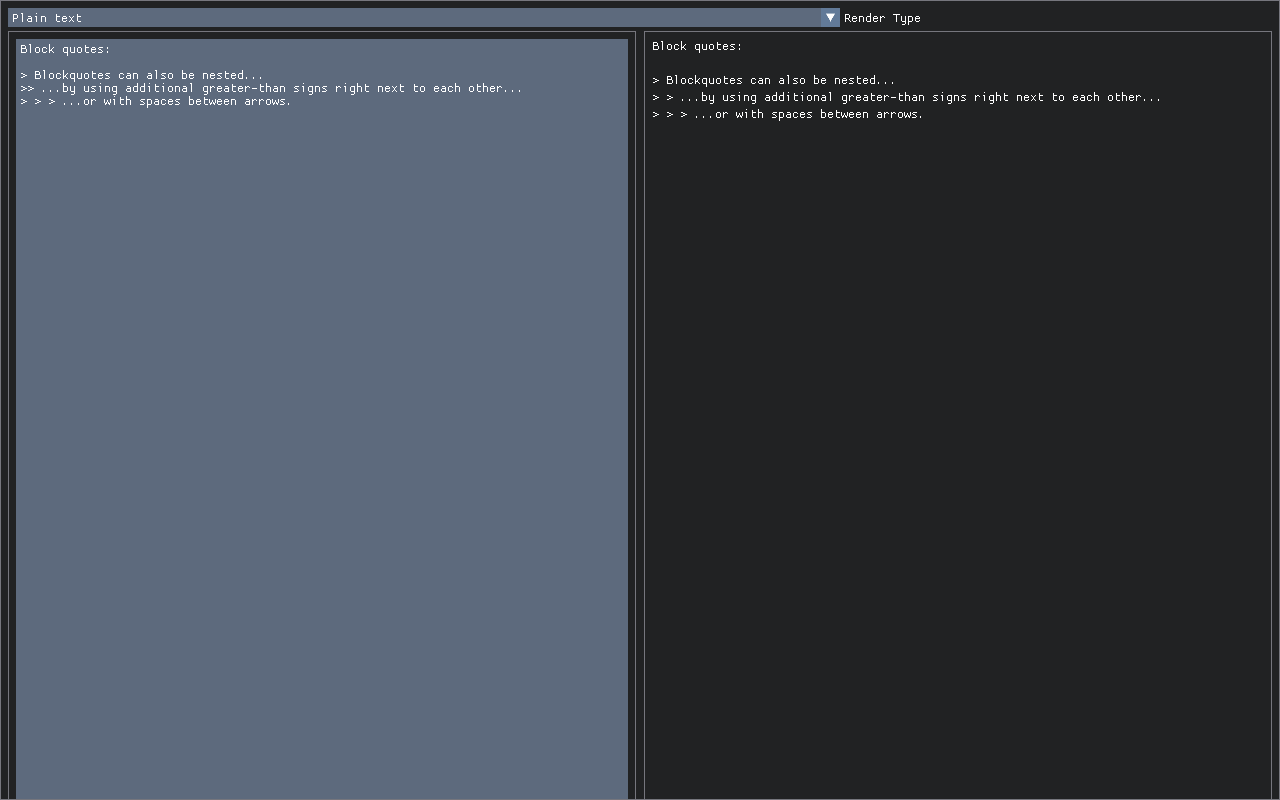 Plain text
Render Type
Block quotes:
> Blockquotes can also be nested...
>> ...by using additional greater-than signs right next to each other...
> > > ...or with spaces between arrows.
Block quotes:
> Blockquotes can also be nested...
> > ...by using additional greater-than signs right next to each other...
> > > ...or with spaces between arrows.